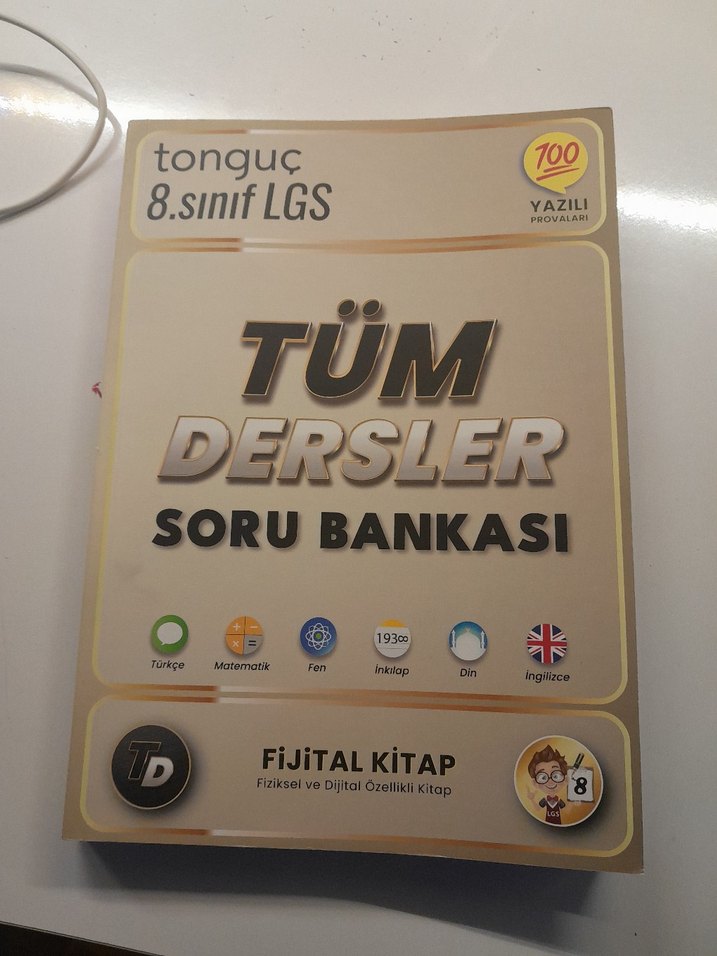 tonguç
8.sınıf LGS
100
YAZILI
PROVALARI
TÜM
DERSLER
SORU BANKASI
Türkçe
Matematik
Fen
193∞
İnkılap
Din
İngilizce
TD
FİJİTAL KİTAP
Fiziksel ve Dijital Özellikli Kitap
8
LGS